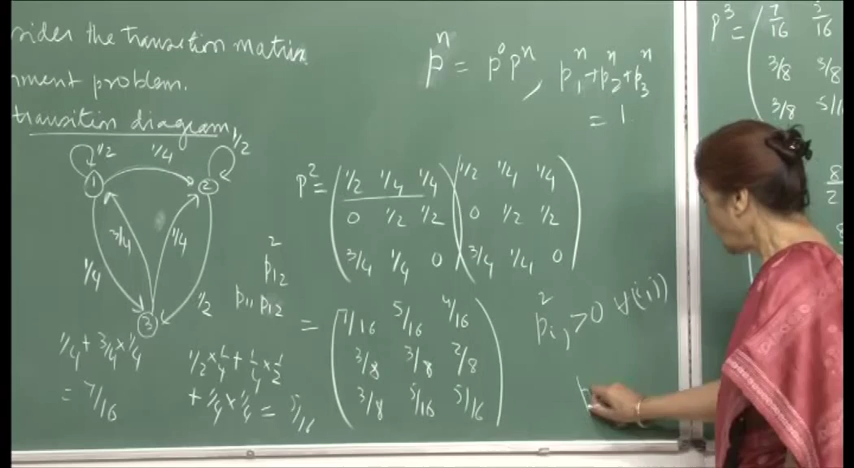 sider the transition matrix
nment problem.
transition diagram
1/2 1/4 1/2
1 2
3/4 1/4
1/4 1/2
3
1/4 + 3/4 × 1/4
= 7/16
1/2 × 1/4 + 1/4 × 1/2
+ 1/4 × 1/4 = 5/16
p^n = p^0 P^n , p_1^n + p_2^n + p_3^n
= 1
P^2 = (1/2 1/4 1/4) (1/2 1/4 1/4)
0 1/2 1/2 0 1/2 1/2
3/4 1/4 0 3/4 1/4 0
p_12^2
p_11 p_12
= (7/16 5/16 4/16)
3/8 3/8 2/8
3/8 5/16 5/16
p_ij^2 > 0 ∀(i,j)
P^3 = 7/16
3/8 3/8
3/8
8
2